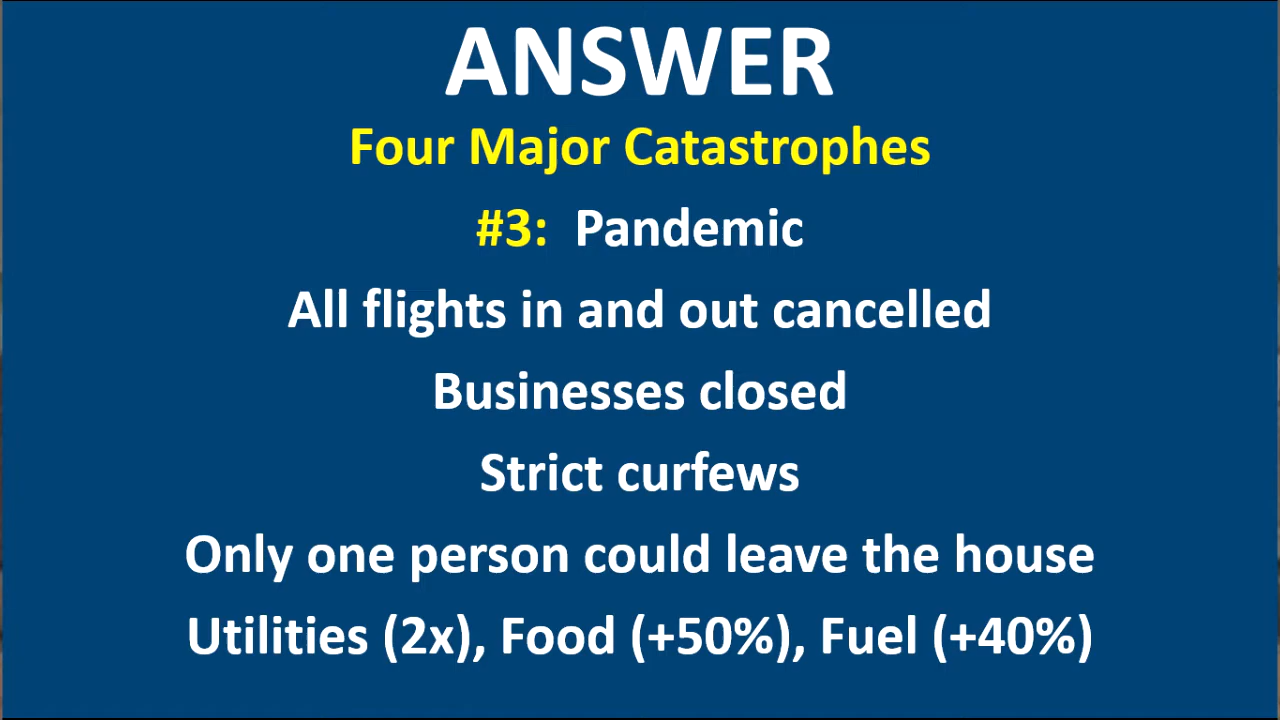 ANSWER
Four Major Catastrophes
#3: Pandemic
All flights in and out cancelled
Businesses closed
Strict curfews
Only one person could leave the house
Utilities (2x), Food (+50%), Fuel (+40%)